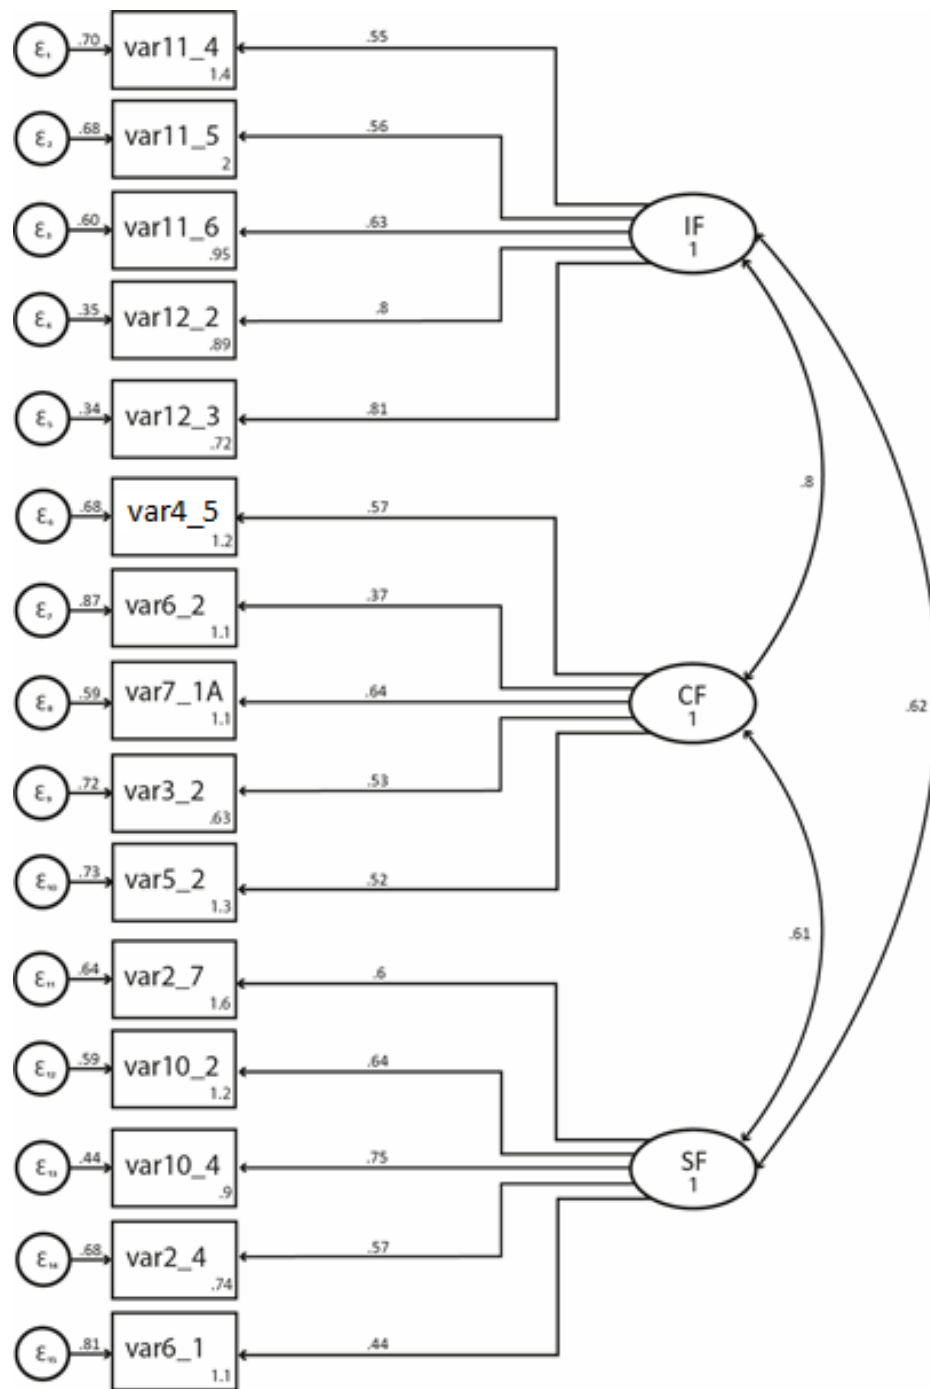 ε₁ .70 var11_4 1.4 .55
ε₂ .68 var11_5 2 .56
ε₃ .60 var11_6 .95 .63
IF
1
ε₄ .35 var12_2 .89 .8
ε₅ .34 var12_3 .72 .81
.8
ε₆ .68 var4_5 1.2 .57
ε₇ .87 var6_2 1.1 .37
ε₈ .59 var7_1A 1.1 .64
CF
1
.62
ε₉ .72 var3_2 .63 .53
ε₁₀ .73 var5_2 1.3 .52
.61
ε₁₁ .64 var2_7 1.6 .6
ε₁₂ .59 var10_2 1.2 .64
ε₁₃ .44 var10_4 .9 .75
SF
1
ε₁₄ .68 var2_4 .74 .57
ε₁₅ .81 var6_1 1.1 .44